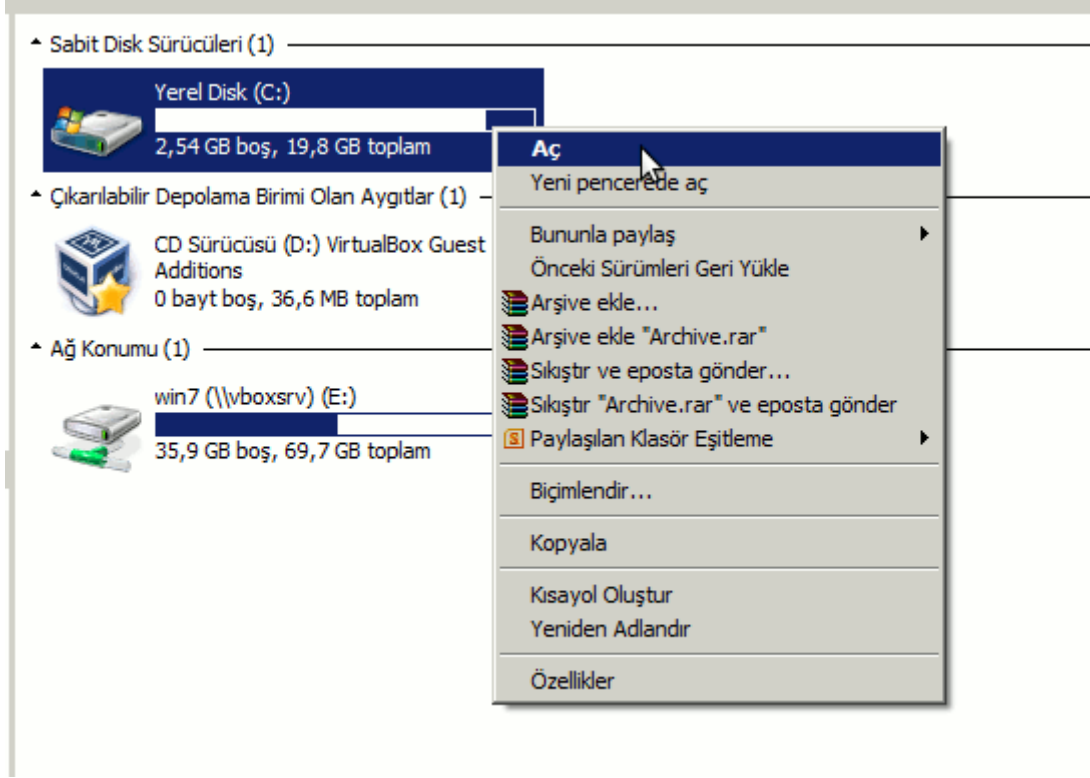 Sabit Disk Sürücüleri (1)
Yerel Disk (C:)
2,54 GB boş, 19,8 GB toplam
Çıkarılabilir Depolama Birimi Olan Aygıtlar (1)
CD Sürücüsü (D:) VirtualBox Guest
Additions
0 bayt boş, 36,6 MB toplam
Ağ Konumu (1)
win7 (\\vboxsrv) (E:)
35,9 GB boş, 69,7 GB toplam
Aç
Yeni pencerede aç
Bununla paylaş
Önceki Sürümleri Geri Yükle
Arşive ekle...
Arşive ekle "Archive.rar"
Sıkıştır ve eposta gönder...
Sıkıştır "Archive.rar" ve eposta gönder
Paylaşılan Klasör Eşitleme
Biçimlendir...
Kopyala
Kısayol Oluştur
Yeniden Adlandır
Özellikler